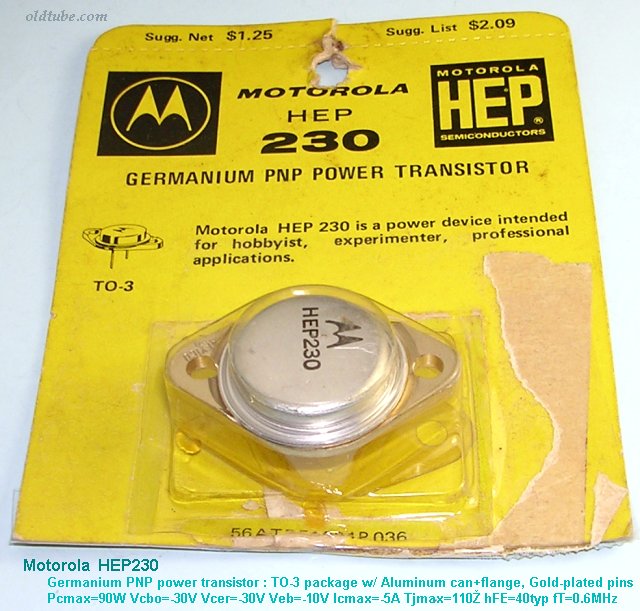 oldtube.com
Sugg. Net $1.25
Sugg. List $2.09
MOTOROLA
HEP
230
MOTOROLA
HEP
®
SEMICONDUCTORS
GERMANIUM PNP POWER TRANSISTOR
Motorola HEP 230 is a power device intended
for hobbyist, experimenter, professional
applications.
TO-3
HEP230
036
Motorola HEP230
Germanium PNP power transistor : TO-3 package w/ Aluminum can+flange, Gold-plated pins
Pcmax=90W Vcbo=-30V Vcer=-30V Veb=-10V Icmax=-5A Tjmax=110Ž hFE=40typ fT=0.6MHz